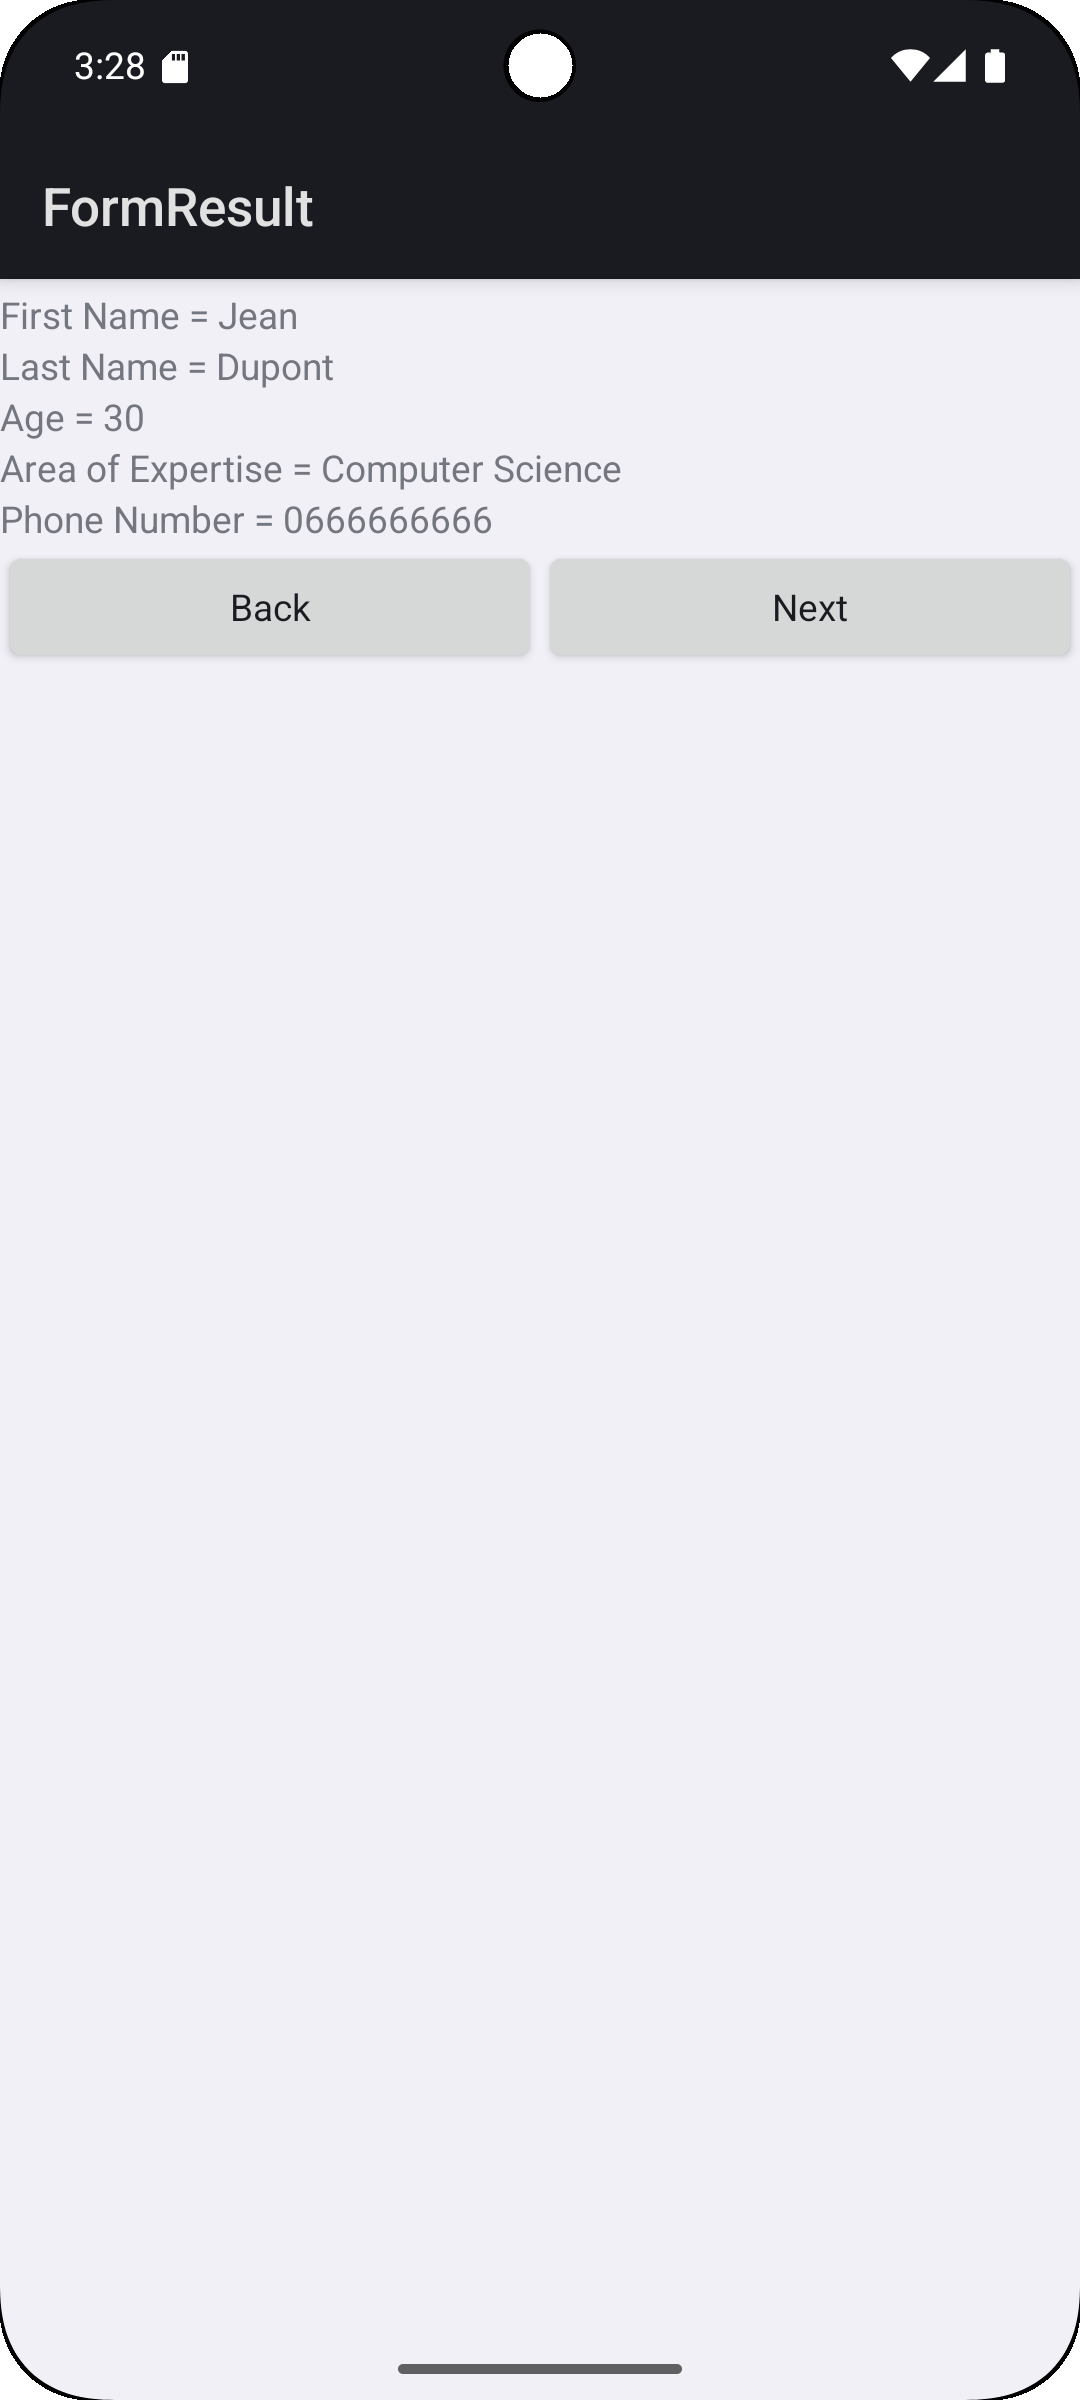 3:28
FormResult
First Name = Jean
Last Name = Dupont
Age = 30
Area of Expertise = Computer Science
Phone Number = 0666666666
Back Next